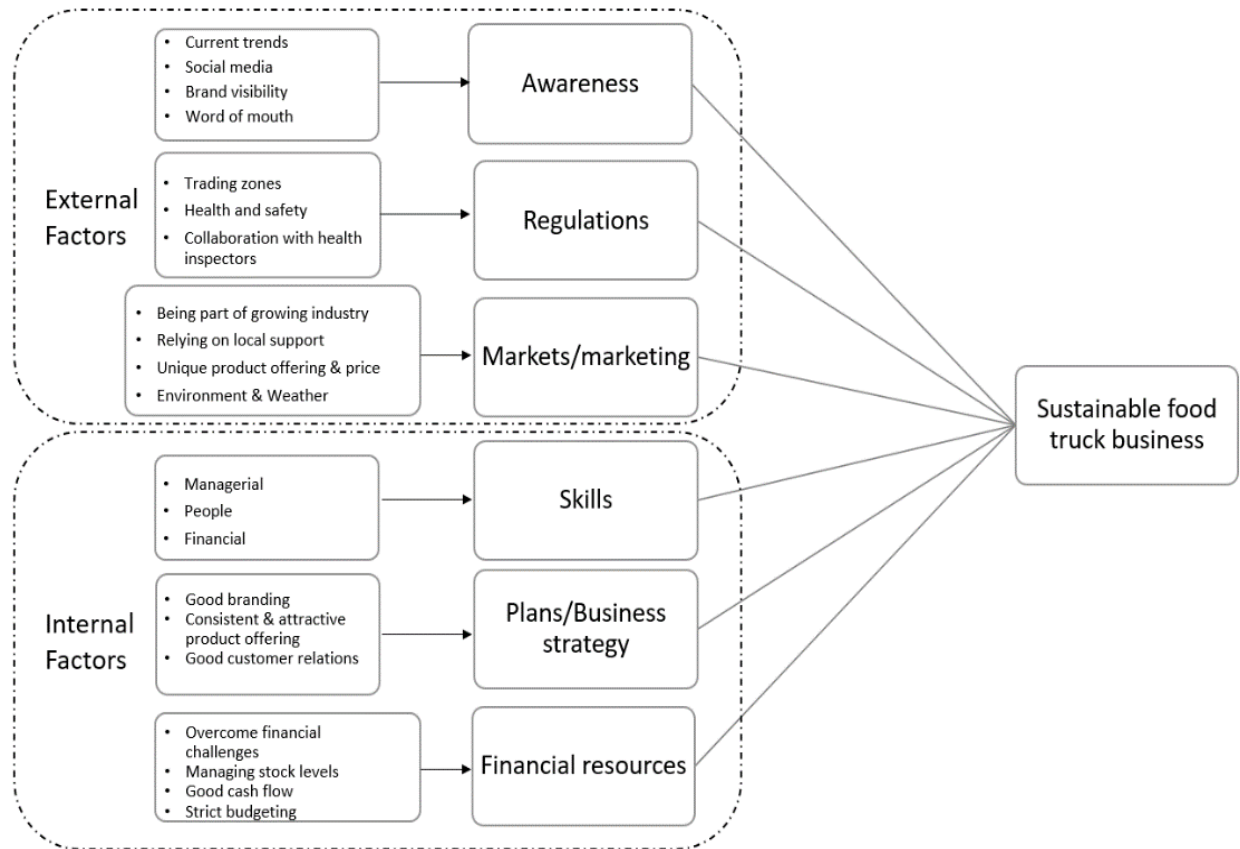 External
Factors
• Current trends
• Social media
• Brand visibility
• Word of mouth
Awareness
• Trading zones
• Health and safety
• Collaboration with health
inspectors
Regulations
• Being part of growing industry
• Relying on local support
• Unique product offering & price
• Environment & Weather
Markets/marketing
Internal
Factors
• Managerial
• People
• Financial
Skills
• Good branding
• Consistent & attractive
product offering
• Good customer relations
Plans/Business
strategy
• Overcome financial
challenges
• Managing stock levels
• Good cash flow
• Strict budgeting
Financial resources
Sustainable food
truck business